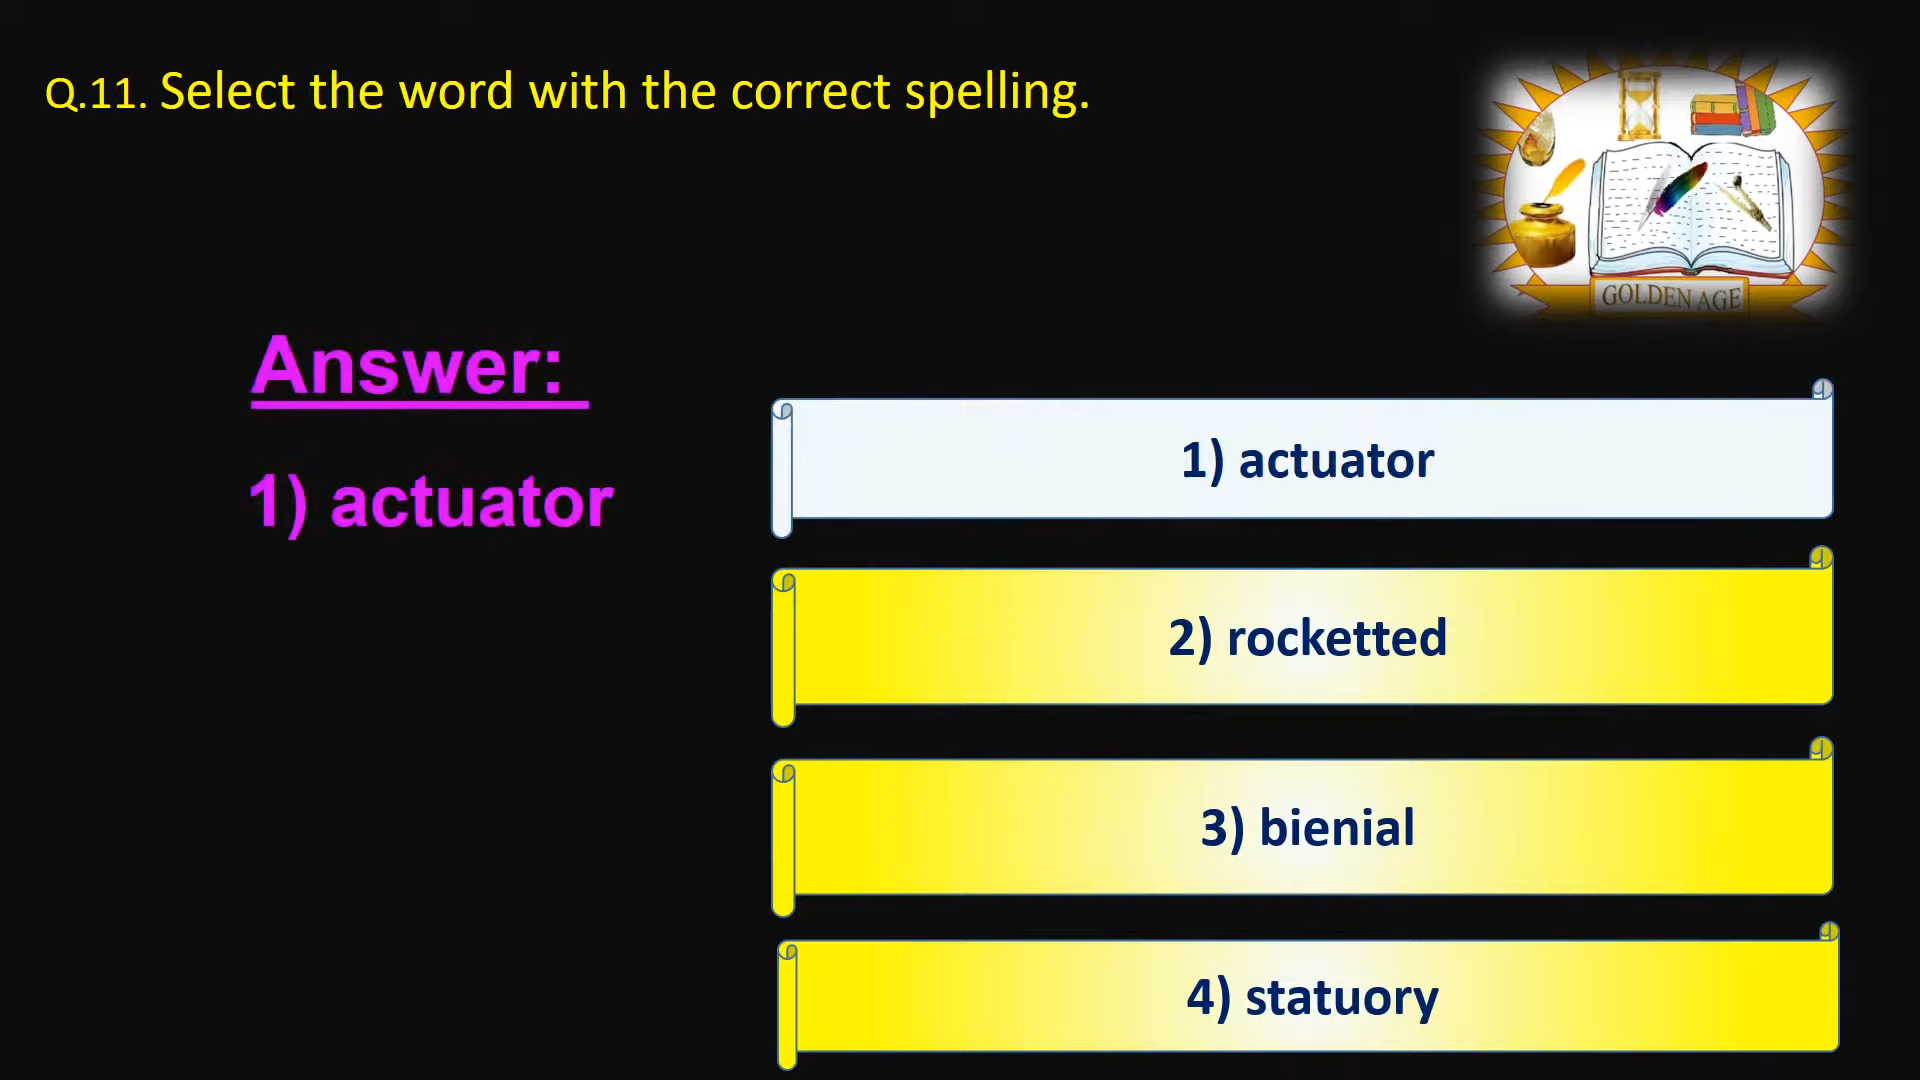 Q.11. Select the word with the correct spelling.
GOLDEN AGE
Answer:
1) actuator
1) actuator
2) rocketted
3) bienial
4) statuory